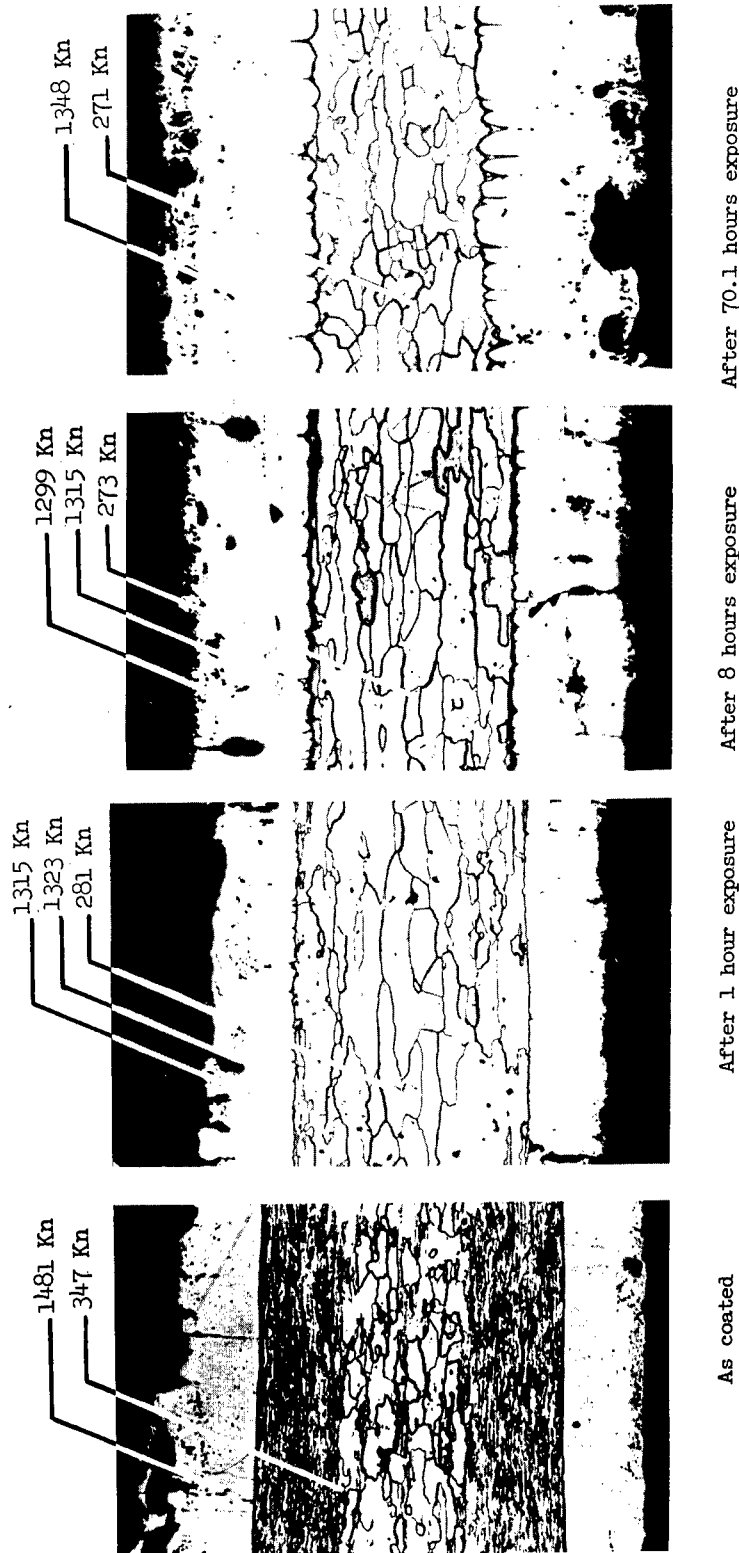 1481 Kn
347 Kn
As coated
1315 Kn
1323 Kn
281 Kn
After 1 hour exposure
1299 Kn
1315 Kn
273 Kn
After 8 hours exposure
1348 Kn
271 Kn
After 70.1 hours exposure